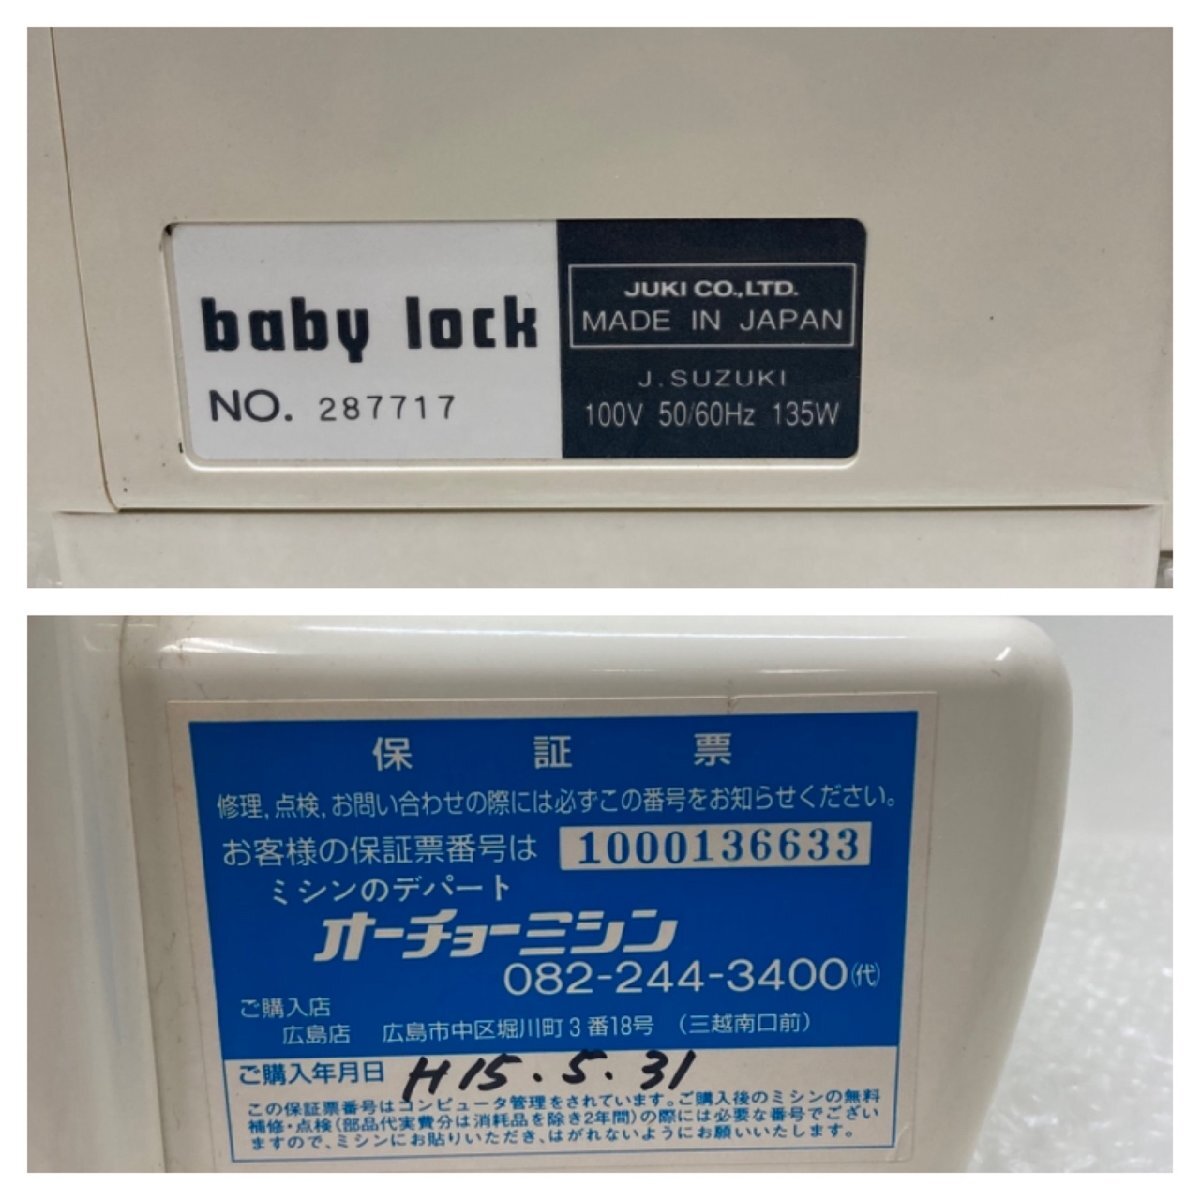 baby lock
NO. 287717
JUKI CO.,LTD.
MADE IN JAPAN
J.SUZUKI
100V 50/60Hz 135W
保証票
修理,点検,お問い合わせの際には必ずこの番号をお知らせください。
お客様の保証票番号は 1000136633
ミシンのデパート
オーチョーミシン
082-244-3400(代)
ご購入店
広島店 広島市中区堀川町3番18号 (三越南口前)
ご購入年月日 H15.5.31
この保証票番号はコンピュータ管理をされています。ご購入後のミシンの無料
補修・点検(部品代実費分は消耗品を除き2年間)の際には必要な番号でござい
ますので、ミシンにお貼りいただき、はがれないようにお願いいたします。